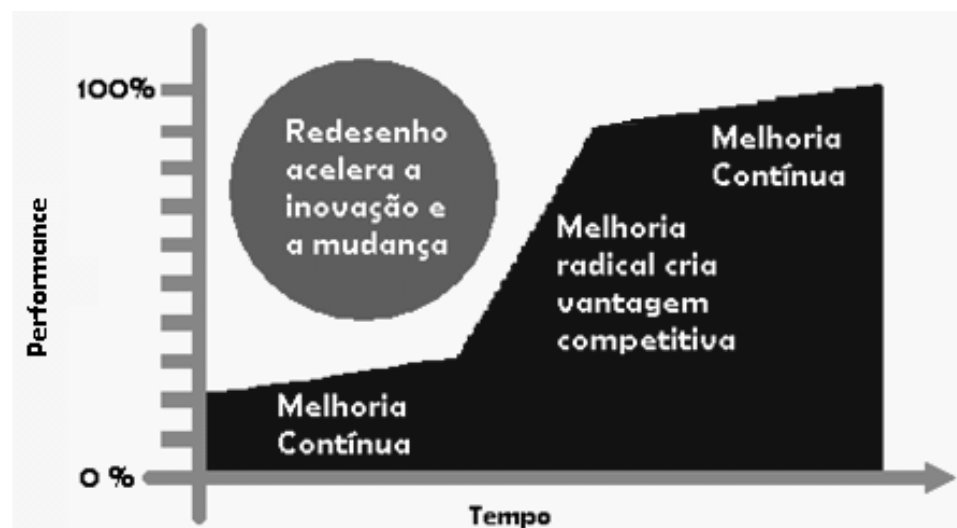 100%
Redesenho
acelera a
inovação e
a mudança
Melhoria
Contínua
Melhoria
radical cria
vantagem
competitiva
Performance
Melhoria
Contínua
0 %
Tempo